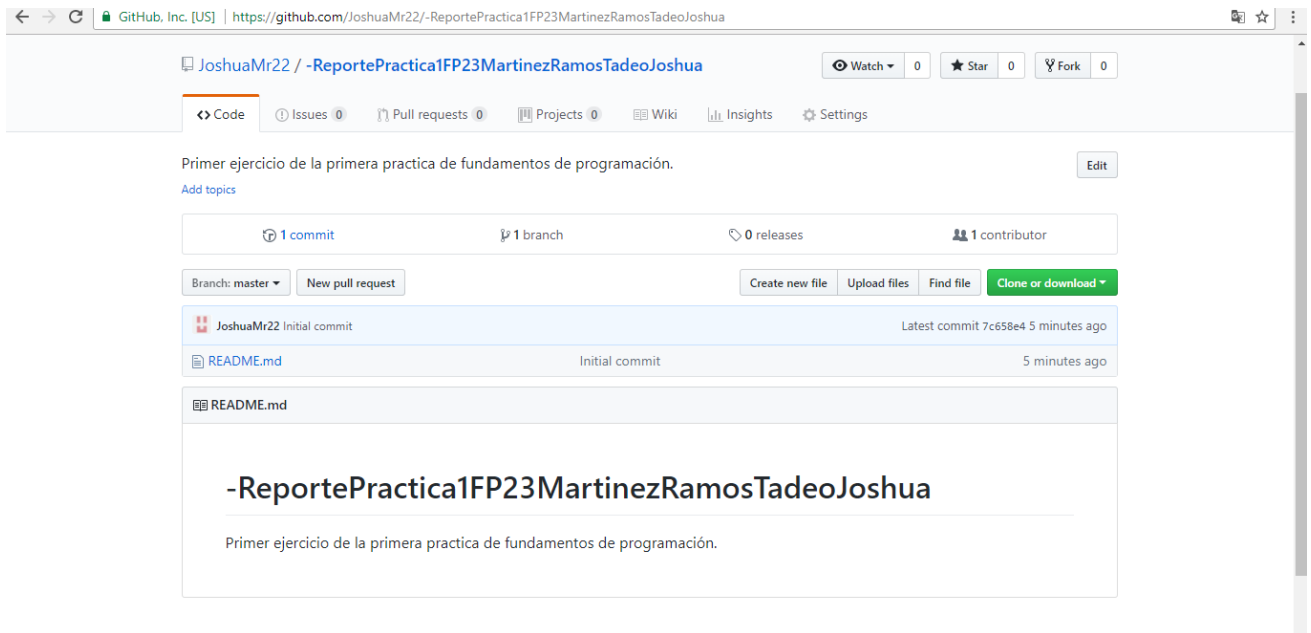 GitHub, Inc. [US] | https://github.com/JoshuaMr22/-ReportePractica1FP23MartinezRamosTadeoJoshua
JoshuaMr22 / -ReportePractica1FP23MartinezRamosTadeoJoshua Watch 0 Star 0 Fork 0
Code Issues 0 Pull requests 0 Projects 0 Wiki Insights Settings
Primer ejercicio de la primera practica de fundamentos de programación. Edit
Add topics
1 commit 1 branch 0 releases 1 contributor
Branch: master New pull request Create new file Upload files Find file Clone or download
JoshuaMr22 Initial commit Latest commit 7c658e4 5 minutes ago
README.md Initial commit 5 minutes ago
README.md
-ReportePractica1FP23MartinezRamosTadeoJoshua
Primer ejercicio de la primera practica de fundamentos de programación.